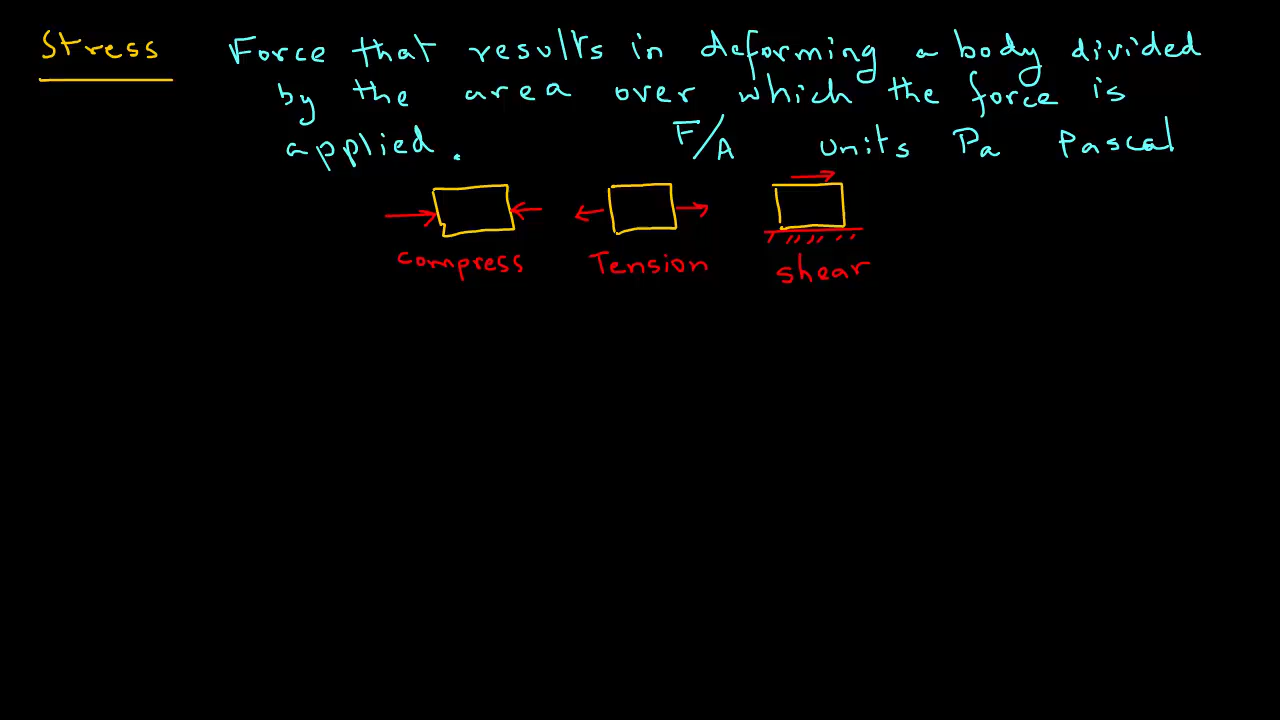 Stress Force that results in deforming a body divided
by the area over which the force is
applied. F/A units Pa Pascal
compress Tension shear